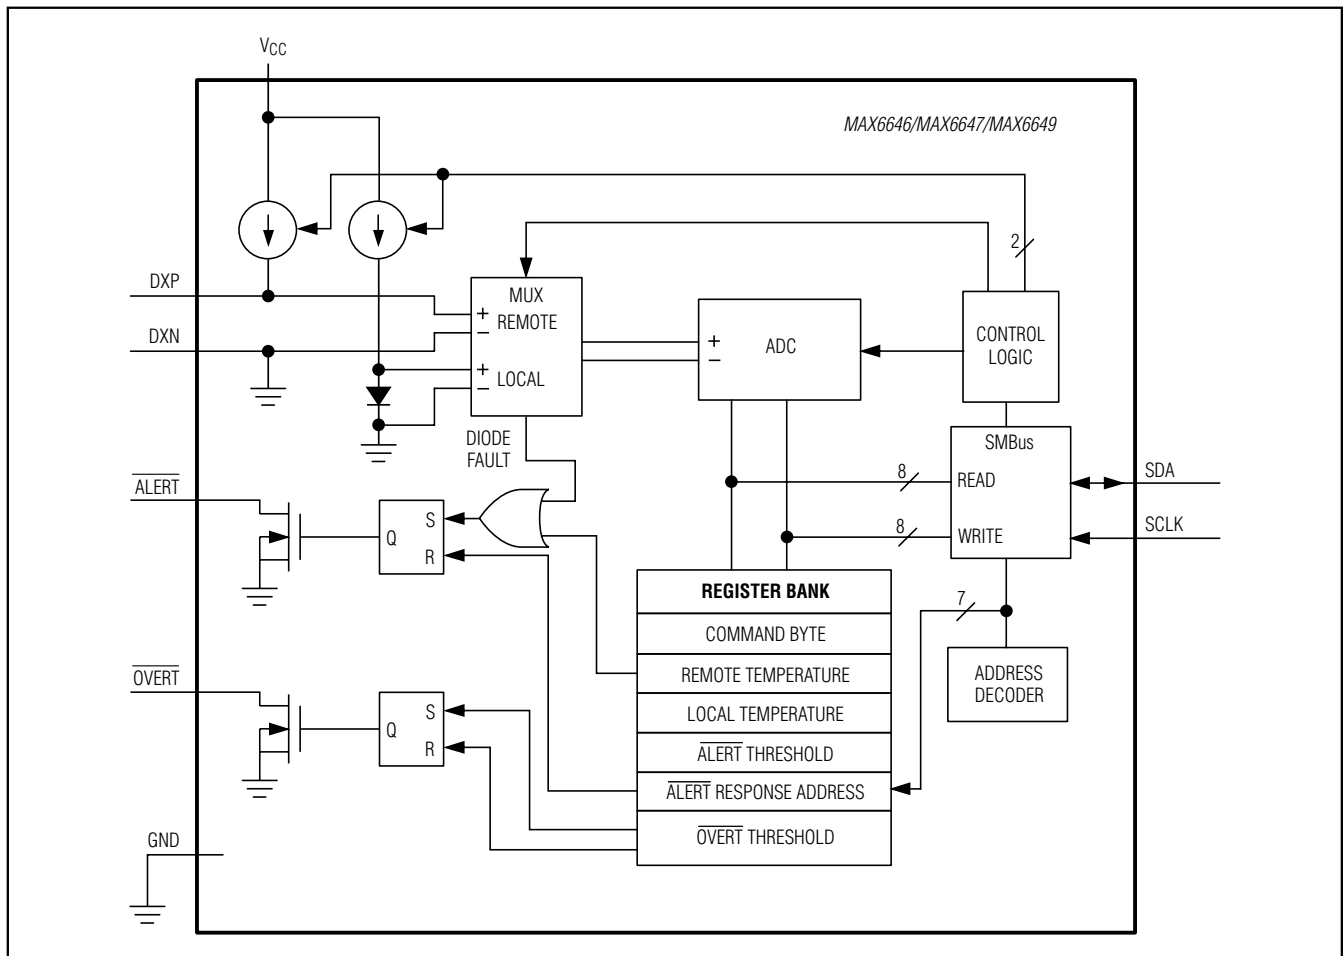 VCC
MAX6646/MAX6647/MAX6649
2
DXP
MUX
+
REMOTE
−
DXN
+
LOCAL
−
+
ADC
−
CONTROL
LOGIC
DIODE
FAULT
SMBus
8
READ
SDA
ALERT
S
Q
R
8
WRITE
SCLK
REGISTER BANK
COMMAND BYTE
REMOTE TEMPERATURE
LOCAL TEMPERATURE
ALERT THRESHOLD
ALERT RESPONSE ADDRESS
OVERT THRESHOLD
7
ADDRESS
DECODER
OVERT
S
Q
R
GND